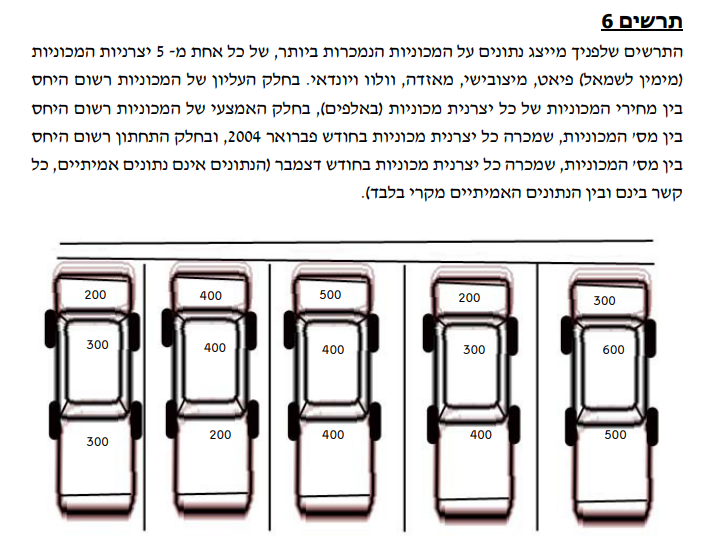 תרשים 6
התרשים שלפניך מייצג נתונים על המכוניות הנמכרות ביותר, של כל אחת מ- 5 יצרניות המכוניות
(מימין לשמאל) פיאט, מיצובישי, מאזדה, וולוו ויונדאי. בחלק העליון של המכוניות רשום היחס
בין מחירי המכוניות של כל יצרנית מכוניות (באלפים), בחלק האמצעי של המכוניות רשום היחס
בין מס' המכוניות, שמכרה כל יצרנית מכוניות בחודש פברואר 2004, ובחלק התחתון רשום היחס
בין מס' המכוניות, שמכרה כל יצרנית מכוניות בחודש דצמבר (הנתונים אינם נתונים אמיתיים, כל
קשר בינם ובין הנתונים האמיתיים מקרי בלבד).
300 200 500 400 200
600 300 400 400 300
500 400 400 200 300